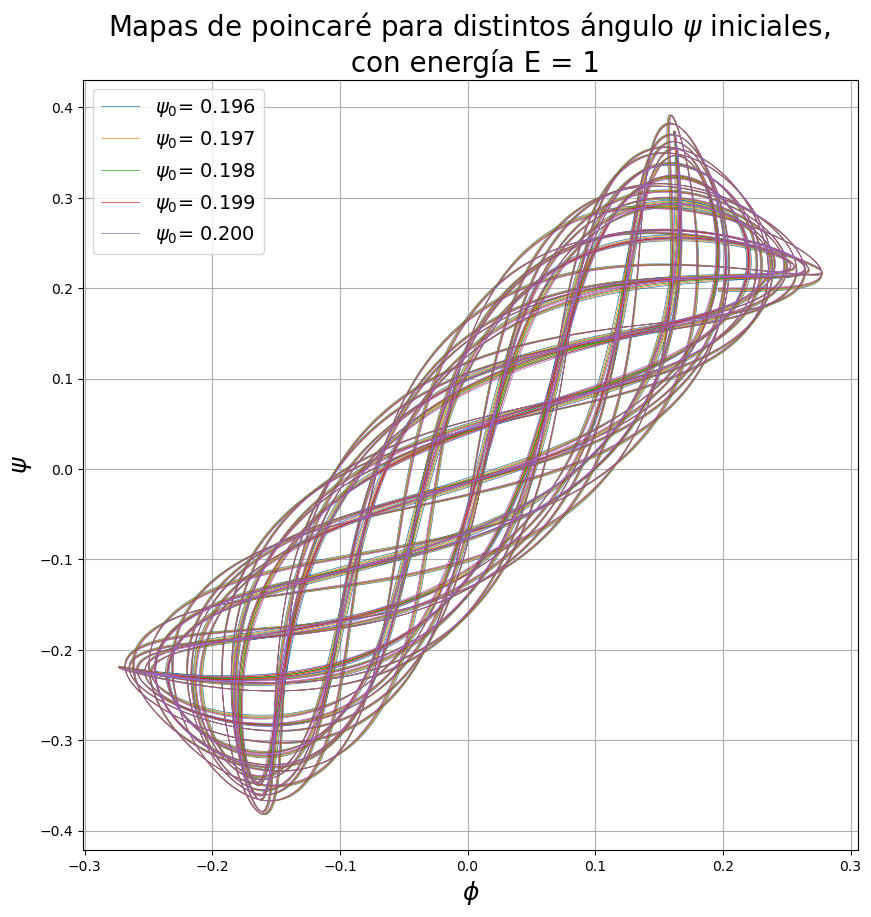 Mapas de poincaré para distintos ángulo ψ iniciales,
con energía E = 1
ψ₀= 0.196
ψ₀= 0.197
ψ₀= 0.198
ψ₀= 0.199
ψ₀= 0.200
0.4
0.3
0.2
0.1
0.0
−0.1
−0.2
−0.3
−0.4
ψ
−0.3 −0.2 −0.1 0.0 0.1 0.2 0.3
ϕ